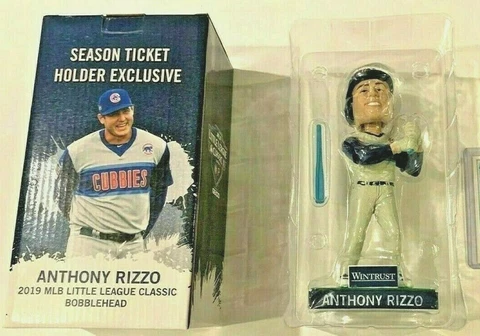 SEASON TICKET
HOLDER EXCLUSIVE
CUBBIES
ANTHONY RIZZO
2019 MLB LITTLE LEAGUE CLASSIC
BOBBLEHEAD
WINTRUST
ANTHONY RIZZO